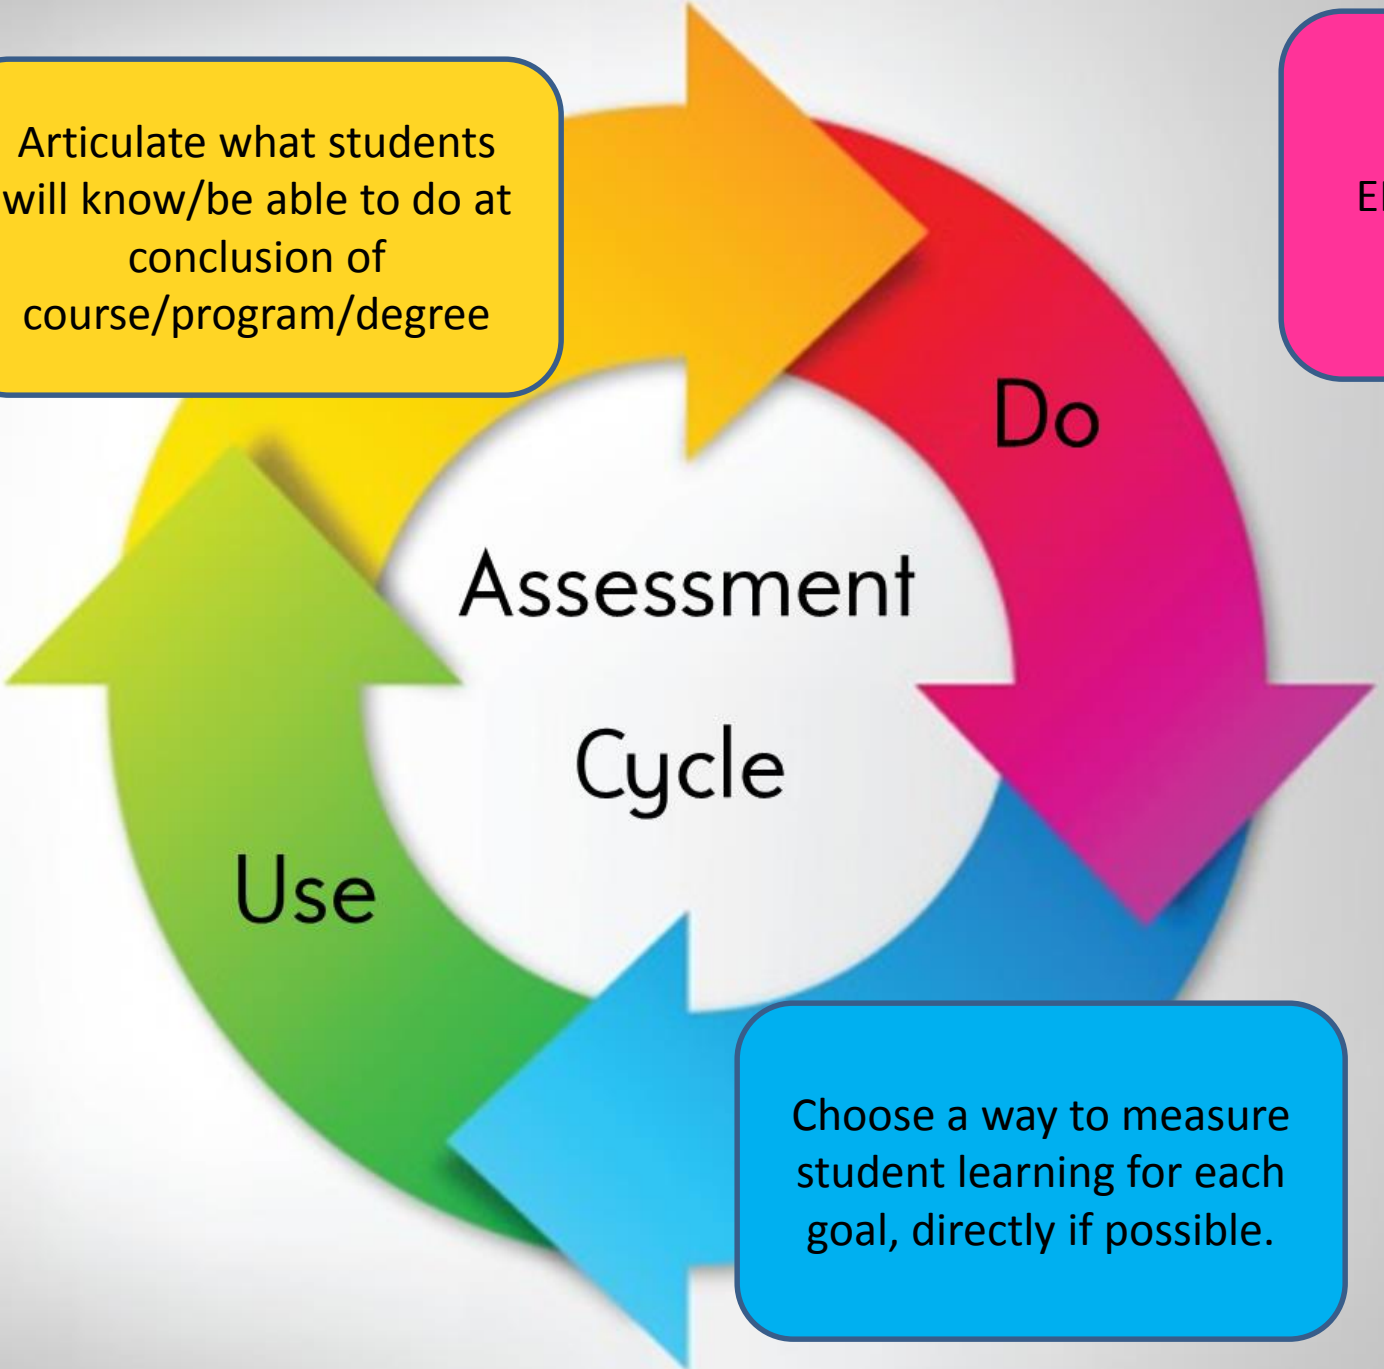 Articulate what students
will know/be able to do at
conclusion of
course/program/degree
Do
Assessment
Cycle
Use
Choose a way to measure
student learning for each
goal, directly if possible.